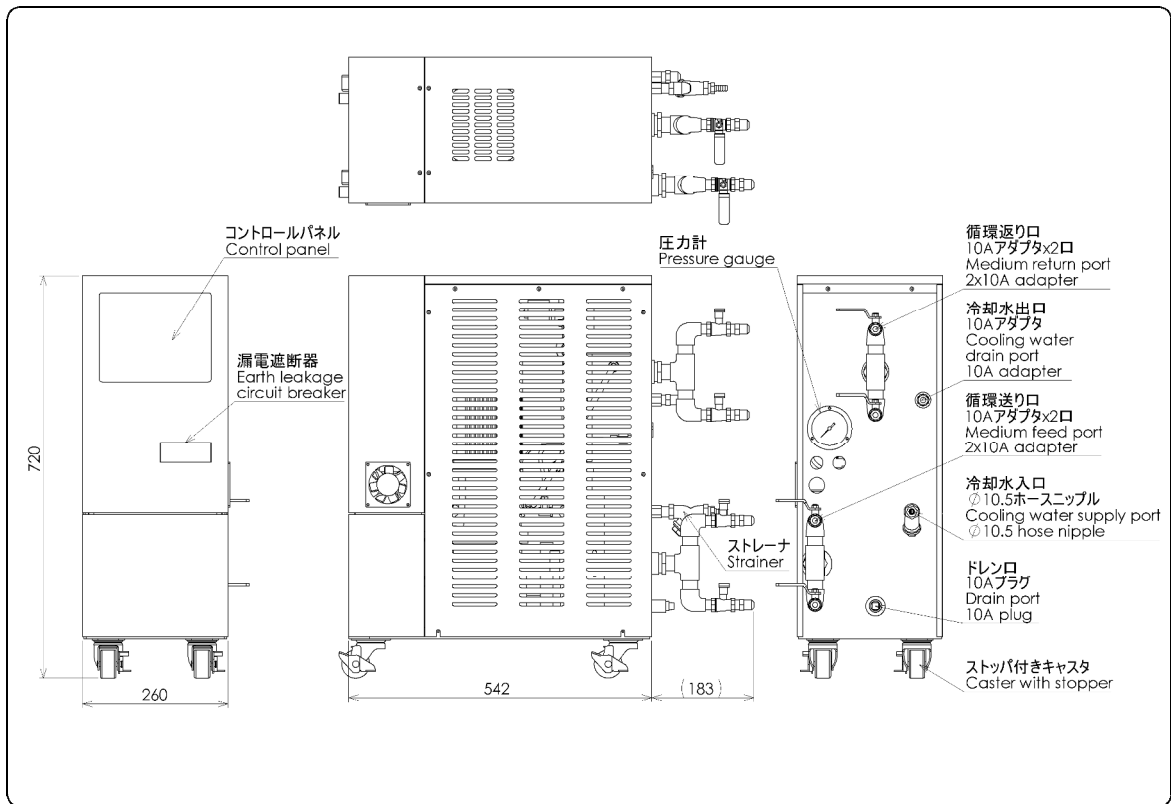 コントロールパネル
Control panel
漏電遮断器
Earth leakage
circuit breaker
720
260
542
(183)
圧力計
Pressure gauge
ストレーナ
Strainer
循環返り口
10Aアダプタx2口
Medium return port
2x10A adapter
冷却水出口
10Aアダプタ
Cooling water
drain port
10A adapter
循環送り口
10Aアダプタx2口
Medium feed port
2x10A adapter
冷却水入口
∅10.5ホースニップル
Cooling water supply port
∅10.5 hose nipple
ドレン口
10Aプラグ
Drain port
10A plug
ストッパ付きキャスタ
Caster with stopper